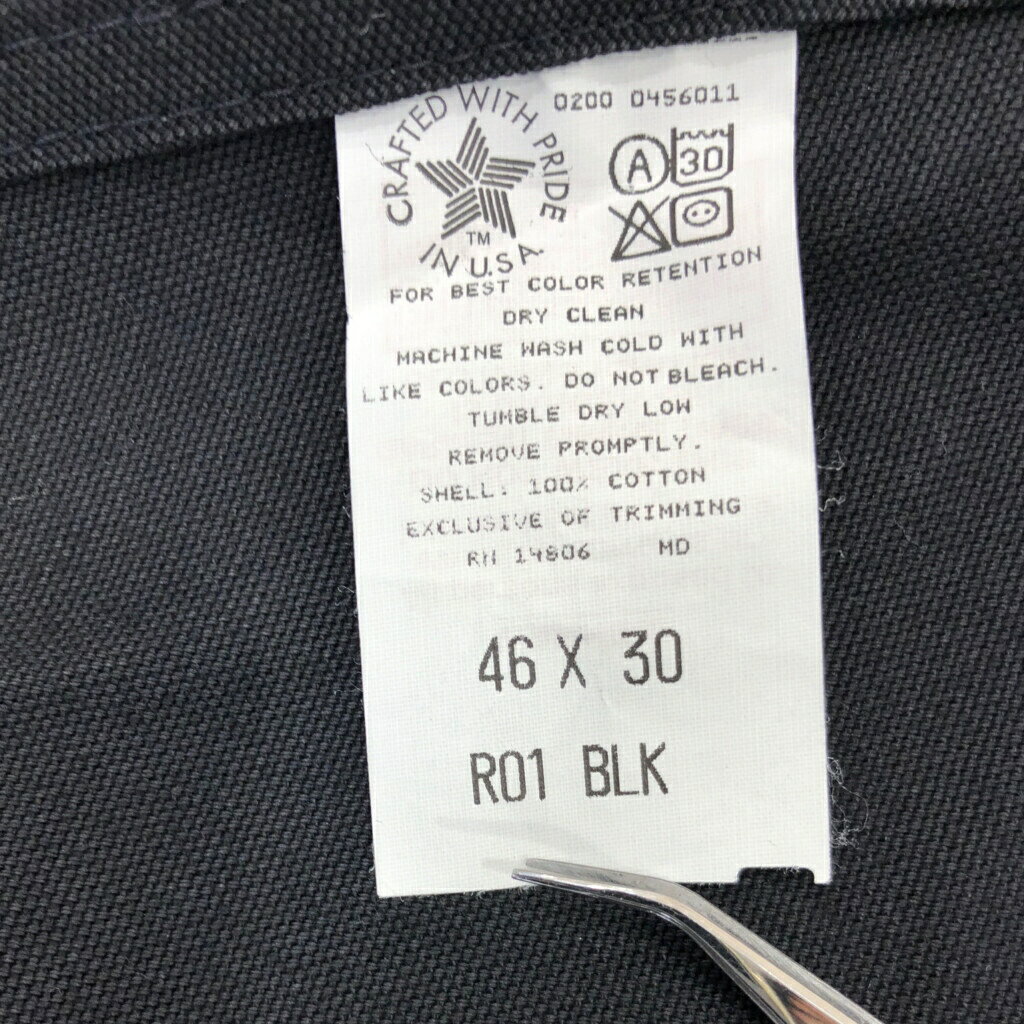 CRAFTED WITH PRIDE
IN U.S.A.
TM
0200 0456011
A
30
FOR BEST COLOR RETENTION
DRY CLEAN
MACHINE WASH COLD WITH
LIKE COLORS. DO NOT BLEACH.
TUMBLE DRY LOW
REMOVE PROMPTLY.
SHELL: 100% COTTON
EXCLUSIVE OF TRIMMING
RN 14806 MD
46 X 30
R01 BLK